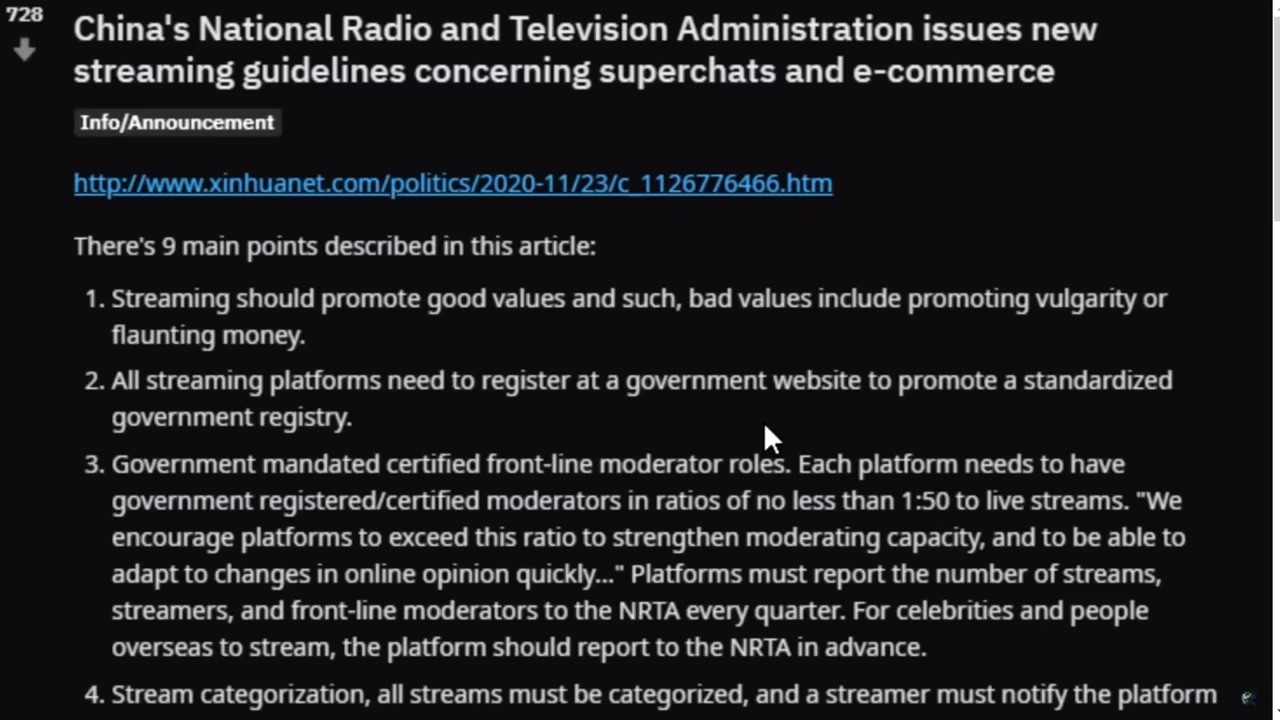 728
China's National Radio and Television Administration issues new
streaming guidelines concerning superchats and e-commerce
Info/Announcement
http://www.xinhuanet.com/politics/2020-11/23/c_1126776466.htm
There's 9 main points described in this article:
1. Streaming should promote good values and such, bad values include promoting vulgarity or
flaunting money.
2. All streaming platforms need to register at a government website to promote a standardized
government registry.
3. Government mandated certified front-line moderator roles. Each platform needs to have
government registered/certified moderators in ratios of no less than 1:50 to live streams. "We
encourage platforms to exceed this ratio to strengthen moderating capacity, and to be able to
adapt to changes in online opinion quickly..." Platforms must report the number of streams,
streamers, and front-line moderators to the NRTA every quarter. For celebrities and people
overseas to stream, the platform should report to the NRTA in advance.
4. Stream categorization, all streams must be categorized, and a streamer must notify the platform